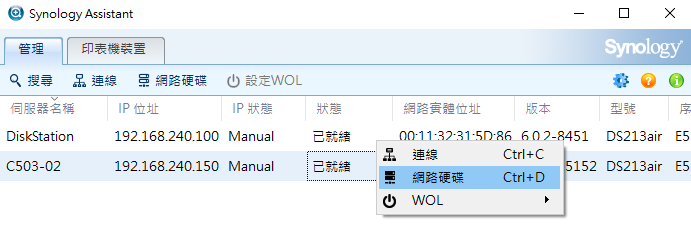 Synology Assistant
管理 印表機裝置 Synology
搜尋 連線 網路硬碟 設定WOL
伺服器名稱 IP 位址 IP 狀態 狀態 網路實體位址 版本 型號 序
DiskStation 192.168.240.100 Manual 已就緒 00:11:32:31:5D:86 6.0.2-8451 DS213air E5
C503-02 192.168.240.150 Manual 已就緒 5152 DS213air E5
連線 Ctrl+C
網路硬碟 Ctrl+D
WOL